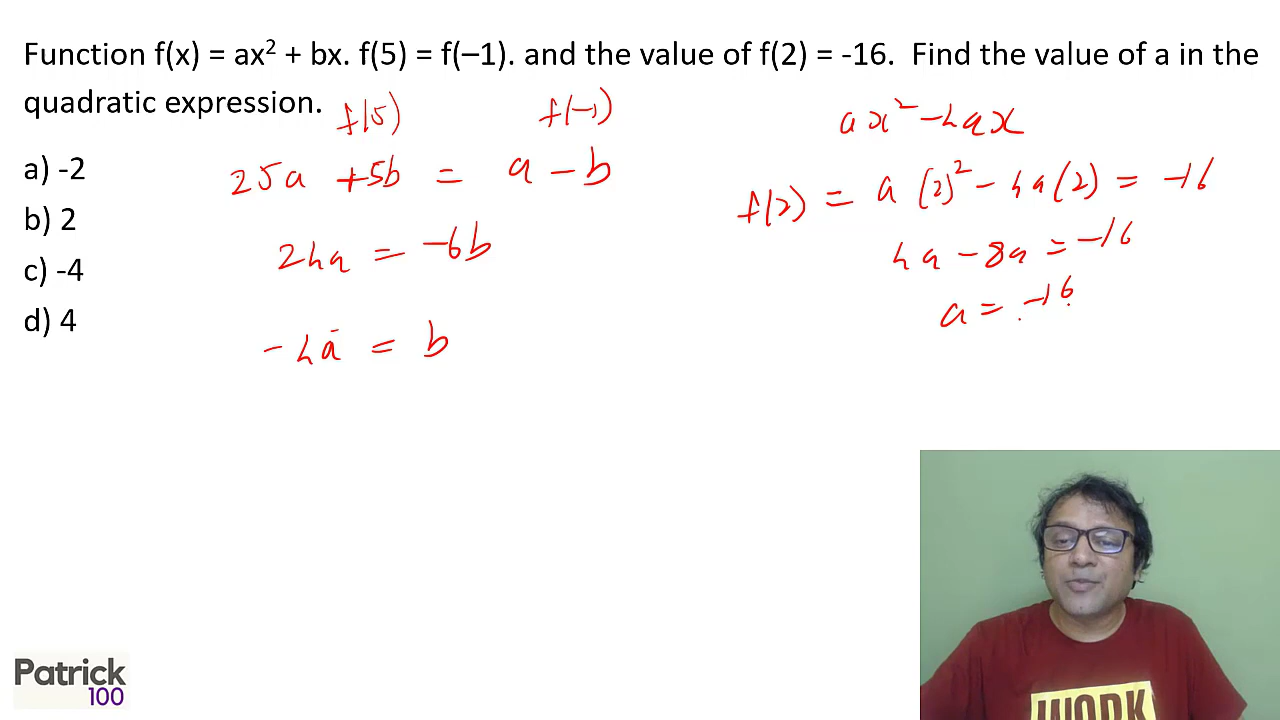 Function f(x) = ax² + bx. f(5) = f(–1). and the value of f(2) = -16. Find the value of a in the
quadratic expression.
f(5) f(-1)
a) -2
b) 2
c) -4
d) 4
25a +5b = a - b
24a = -6b
-4a = b
ax² - 4ax
f(2) = a(2)² - 4a(2) = -16
4a - 8a = -16
a = -16
Patrick
100
WORK